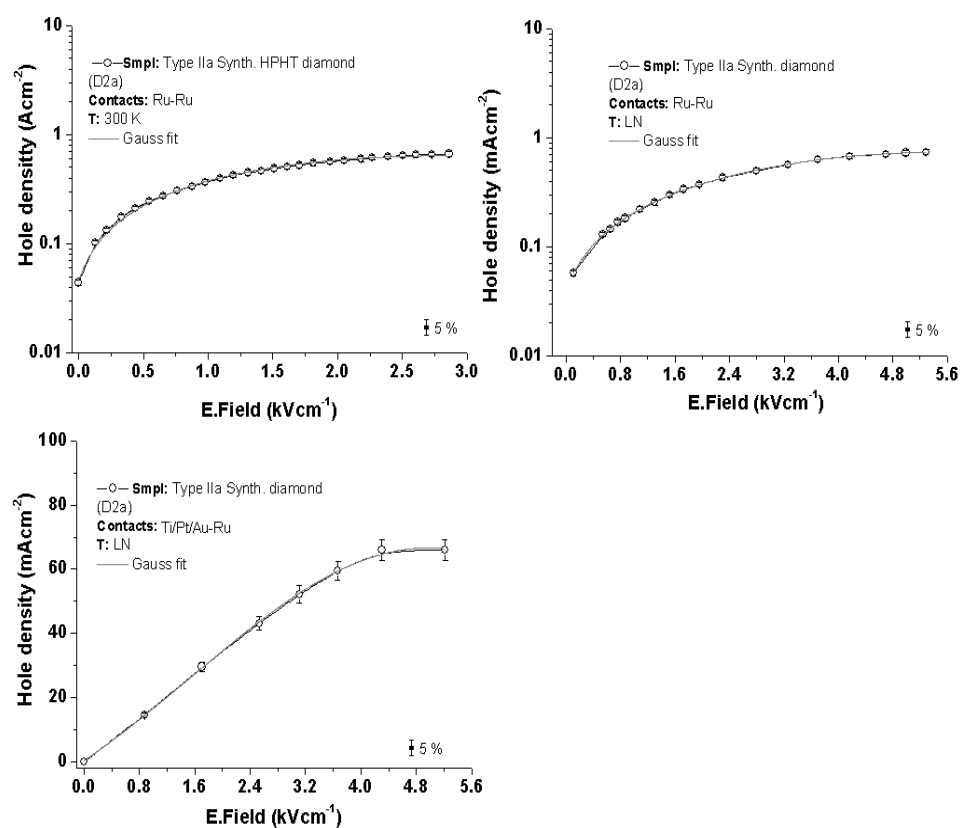 Hole densitty (Acm-2)
10
1
0.1
0.01
Smpl: Type IIa Synth. HPHT diamond
(D2a)
Contacts: Ru-Ru
T: 300 K
Gauss fit
5 %
0.0 0.5 1.0 1.5 2.0 2.5 3.0
E.Field (kVcm-1)
Hole density (mAcm-2)
10
1
0.1
0.01
Smpl: Type IIa Synth. diamond
(D2a)
Contacts: Ru-Ru
T: LN
Gauss fit
5 %
0.0 0.8 1.6 2.4 3.2 4.0 4.8 5.6
E.Field (kVcm-1)
Hole density (mAcm-2)
100
80
60
40
20
0
Smpl: Type IIa Synth. diamond
(D2a)
Contacts: Ti/Pt/Au-Ru
T: LN
Gauss fit
5 %
0.0 0.8 1.6 2.4 3.2 4.0 4.8 5.6
E.Field (kVcm-1)